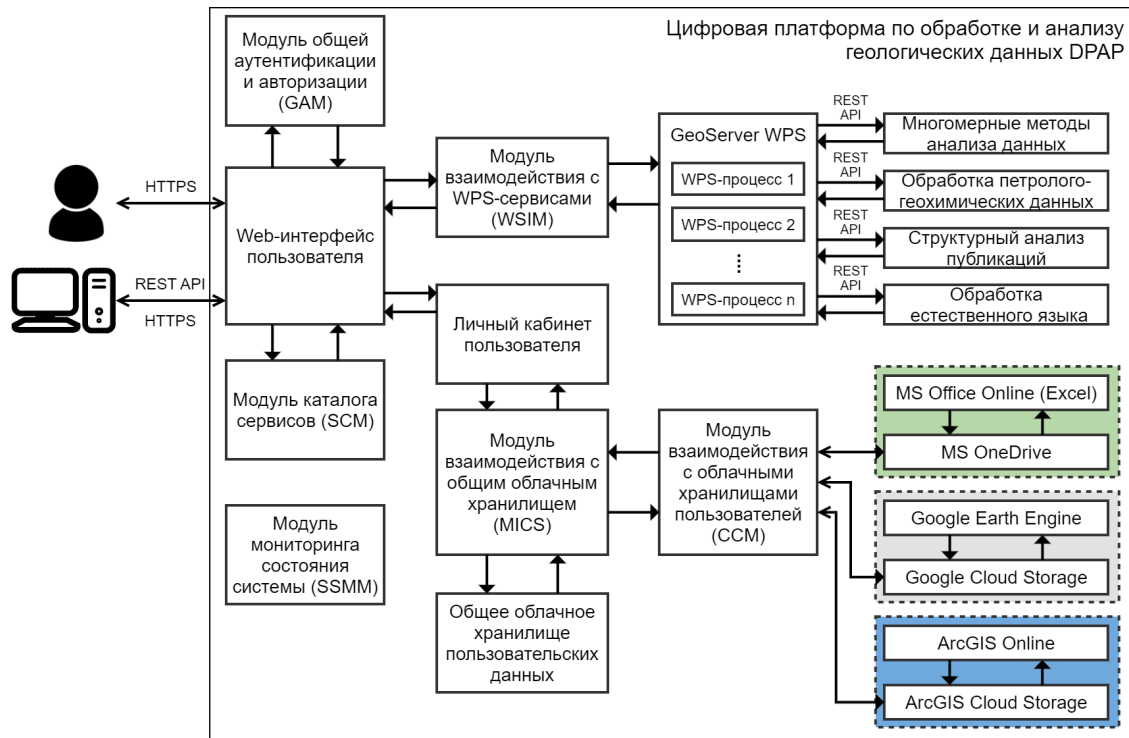 Цифровая платформа по обработке и анализу
геологических данных DPAP
Модуль общей
аутентификации
и авторизации
(GAM)
HTTPS
REST API
HTTPS
Web-интерфейс
пользователя
Модуль
взаимодействия с
WPS-сервисами
(WSIM)
GeoServer WPS
WPS-процесс 1
WPS-процесс 2
WPS-процесс n
REST
API
Многомерные методы
анализа данных
REST
API
Обработка петролого-
геохимических данных
REST
API
Структурный анализ
публикаций
REST
API
Обработка
естественного языка
Личный кабинет
пользователя
Модуль каталога
сервисов (SCM)
Модуль
взаимодействия с
общим облачным
хранилищем
(MICS)
Модуль
взаимодействия
с облачными
хранилищами
пользователей
(CCM)
MS Office Online (Excel)
MS OneDrive
Google Earth Engine
Google Cloud Storage
ArcGIS Online
ArcGIS Cloud Storage
Модуль
мониторинга
состояния
системы (SSMM)
Общее облачное
хранилище
пользовательских
данных